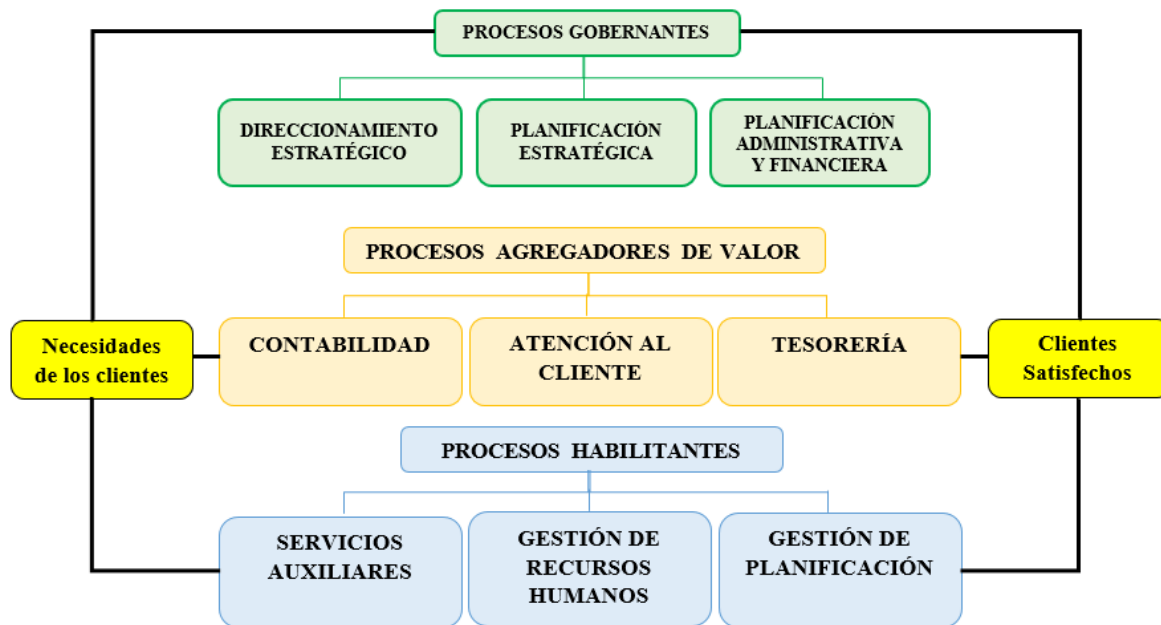 PROCESOS GOBERNANTES
DIRECCIONAMIENTO
ESTRATÉGICO
PLANIFICACIÓN
ESTRATÉGICA
PLANIFICACIÓN
ADMINISTRATIVA
Y FINANCIERA
PROCESOS AGREGADORES DE VALOR
Necesidades
de los clientes
CONTABILIDAD
ATENCIÓN AL
CLIENTE
TESORERÍA
Clientes
Satisfechos
PROCESOS HABILITANTES
SERVICIOS
AUXILIARES
GESTIÓN DE
RECURSOS
HUMANOS
GESTIÓN DE
PLANIFICACIÓN